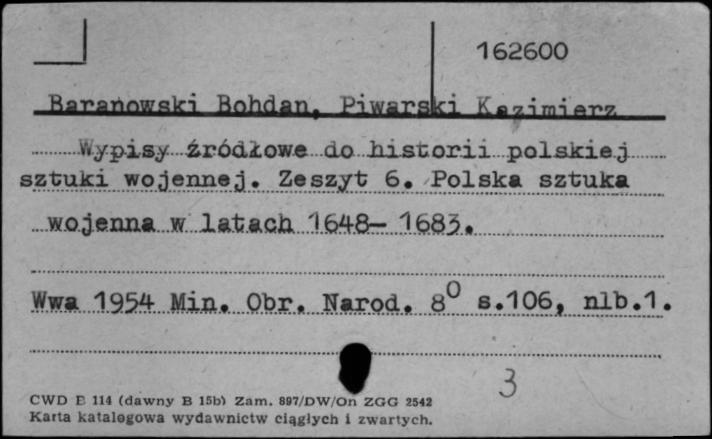 162600
Baranowski Bohdan, Piwarski Kazimierz
Wypisy źródłowe do historii polskiej
sztuki wojennej. Zeszyt 6. Polska sztuka
wojenna w latach 1648– 1683.
Wwa 1954 Min. Obr. Narod. 8⁰ s.106, nlb.1.
3
CWD E 114 (dawny B 15b) Zam. 897/DW/On ZGG 2542
Karta katalogowa wydawnictw ciągłych i zwartych.